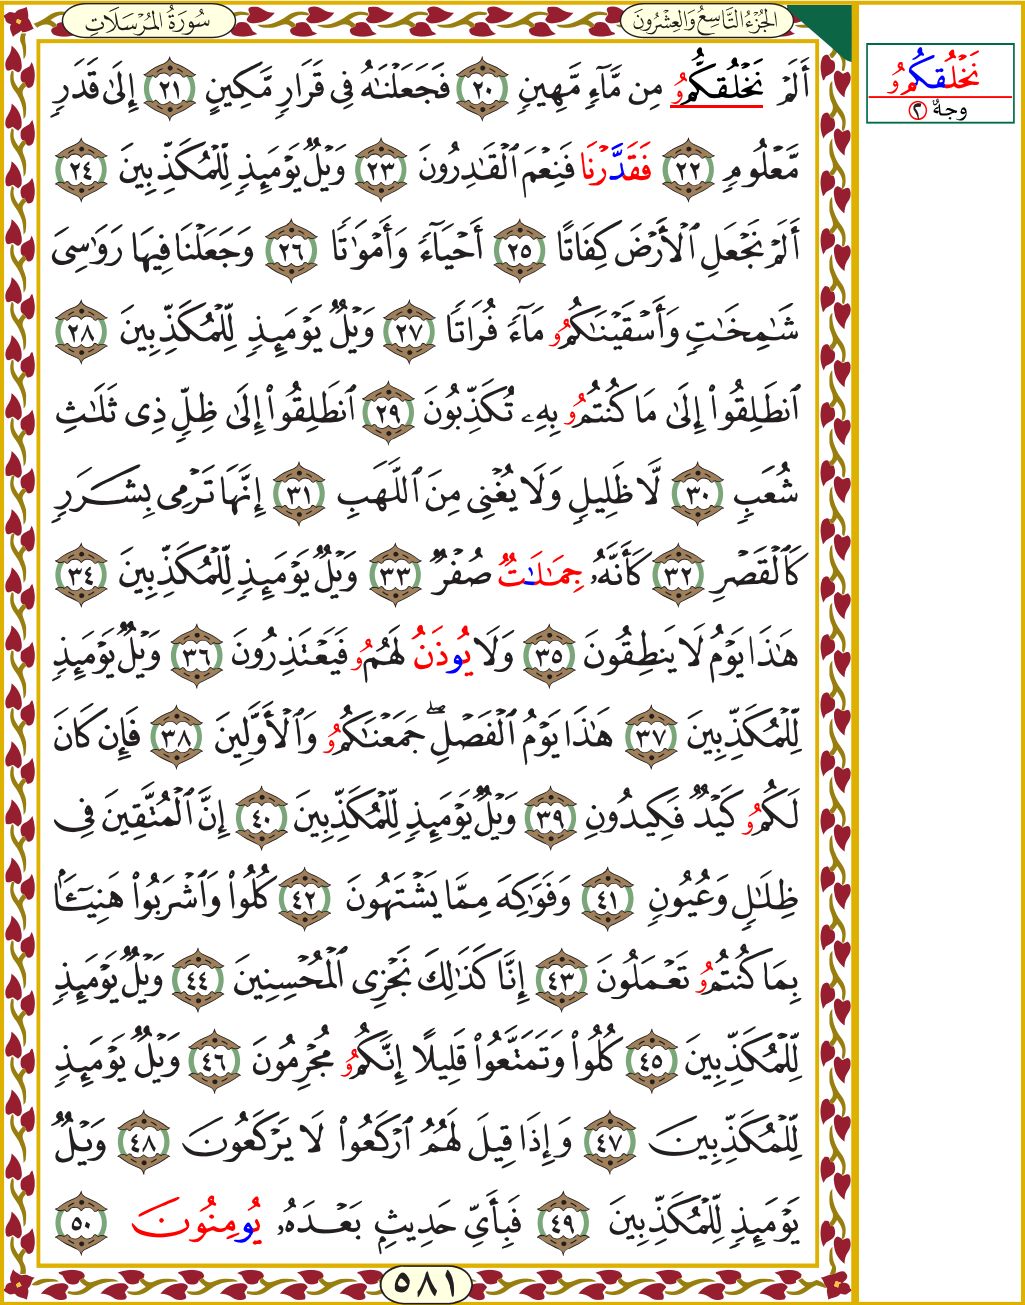 سُورَةُ المُرْسَلَاتِ
الجُزْءُ التَّاسِعُ وَالعِشْرُونَ
أَلَمْ نَخْلُقكُّمُو مِن مَّآءٍ مَّهِينٍ ٢٠ فَجَعَلْنَٰهُ فِى قَرَارٍ مَّكِينٍ ٢١ إِلَىٰ قَدَرٍ
مَّعْلُومٍ ٢٢ فَقَدَّرْنَا فَنِعْمَ ٱلْقَٰدِرُونَ ٢٣ وَيْلٌ يَوْمَئِذٍ لِّلْمُكَذِّبِينَ ٢٤
أَلَمْ نَجْعَلِ ٱلْأَرْضَ كِفَاتًا ٢٥ أَحْيَآءً وَأَمْوَٰتًا ٢٦ وَجَعَلْنَا فِيهَا رَوَٰسِىَ
شَٰمِخَٰتٍ وَأَسْقَيْنَٰكُمُو مَآءً فُرَاتًا ٢٧ وَيْلٌ يَوْمَئِذٍ لِّلْمُكَذِّبِينَ ٢٨
ٱنطَلِقُوا۟ إِلَىٰ مَا كُنتُمُو بِهِۦ تُكَذِّبُونَ ٢٩ ٱنطَلِقُوا۟ إِلَىٰ ظِلٍّ ذِى ثَلَٰثِ
شُعَبٍ ٣٠ لَّا ظَلِيلٍ وَلَا يُغْنِى مِنَ ٱللَّهَبِ ٣١ إِنَّهَا تَرْمِى بِشَرَرٍ
كَٱلْقَصْرِ ٣٢ كَأَنَّهُۥ جِمَٰلَٰتٌ صُفْرٌ ٣٣ وَيْلٌ يَوْمَئِذٍ لِّلْمُكَذِّبِينَ ٣٤
هَٰذَا يَوْمُ لَا يَنطِقُونَ ٣٥ وَلَا يُوذَنُ لَهُمُو فَيَعْتَذِرُونَ ٣٦ وَيْلٌ يَوْمَئِذٍ
لِّلْمُكَذِّبِينَ ٣٧ هَٰذَا يَوْمُ ٱلْفَصْلِ ۖ جَمَعْنَٰكُمُو وَٱلْأَوَّلِينَ ٣٨ فَإِن كَانَ
لَكُمُو كَيْدٌ فَكِيدُونِ ٣٩ وَيْلٌ يَوْمَئِذٍ لِّلْمُكَذِّبِينَ ٤٠ إِنَّ ٱلْمُتَّقِينَ فِى
ظِلَٰلٍ وَعُيُونٍ ٤١ وَفَوَٰكِهَ مِمَّا يَشْتَهُونَ ٤٢ كُلُوا۟ وَٱشْرَبُوا۟ هَنِيٓـًٔا
بِمَا كُنتُمُو تَعْمَلُونَ ٤٣ إِنَّا كَذَٰلِكَ نَجْزِى ٱلْمُحْسِنِينَ ٤٤ وَيْلٌ يَوْمَئِذٍ
لِّلْمُكَذِّبِينَ ٤٥ كُلُوا۟ وَتَمَتَّعُوا۟ قَلِيلًا إِنَّكُمُو مُّجْرِمُونَ ٤٦ وَيْلٌ يَوْمَئِذٍ
لِّلْمُكَذِّبِينَ ٤٧ وَإِذَا قِيلَ لَهُمُ ٱرْكَعُوا۟ لَا يَرْكَعُونَ ٤٨ وَيْلٌ
يَوْمَئِذٍ لِّلْمُكَذِّبِينَ ٤٩ فَبِأَىِّ حَدِيثٍۭ بَعْدَهُۥ يُومِنُونَ ٥٠
نَخْلُقكُمُو
وجهٌ ٢
٥٨١